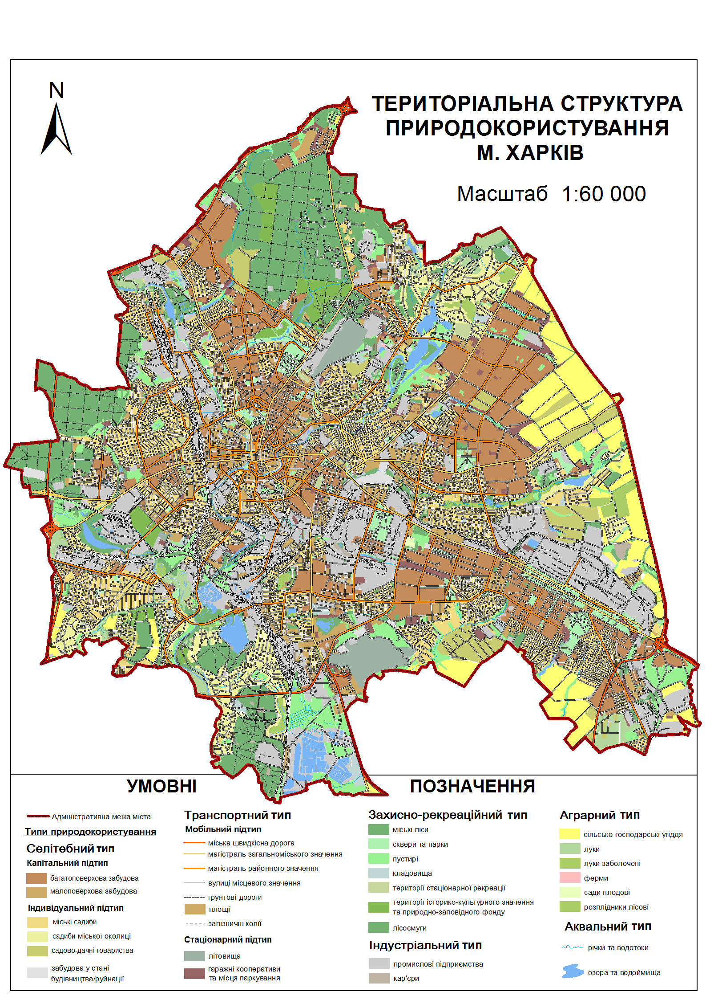 N
ТЕРИТОРІАЛЬНА СТРУКТУРА
ПРИРОДОКОРИСТУВАННЯ
М. ХАРКІВ
Масштаб 1:60 000
УМОВНІ ПОЗНАЧЕННЯ
Адміністративна межа міста
Типи природокористування
Селітебний тип
Капітальний підтип
багатоповерхова забудова
малоповерхова забудова
Індивідуальний підтип
міські садиби
садиби міської околиці
садово-дачні товариства
забудова у стані
будівництва/руйнації
Транспортний тип
Мобільний підтип
міська швидкісна дорога
магістраль загальноміського значення
магістраль районного значення
вулиці місцевого значення
грунтові дороги
площі
залізничні колії
Стаціонарний підтип
літовища
гаражні кооперативи
та місця паркування
Захисно-рекреаційний тип
міські ліси
сквери та парки
пустирі
кладовища
території стаціонарної рекреації
території історико-культурного значення
та природно-заповідного фонду
лісосмуги
Індустріальний тип
промислові підприємства
кар'єри
Аграрний тип
сільсько-господарські угіддя
луки
луки заболочені
ферми
сади плодові
розплідники лісові
Аквальний тип
річки та водотоки
озера та водоймища